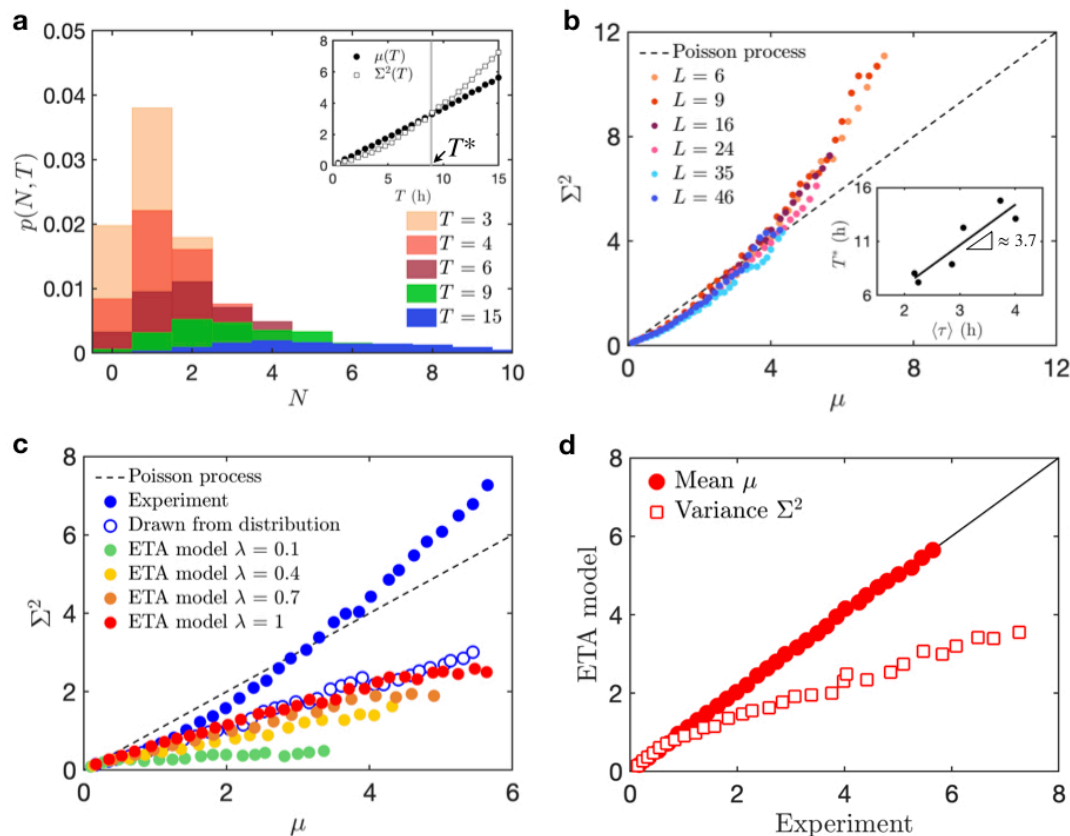 a
0.05
0.04
0.03
0.02
0.01
0
p(N, T)
0 2 4 6 8 10
N
8
6
4
2
0
μ(T)
Σ²(T)
T*
0 5 10 15
T (h)
T = 3
T = 4
T = 6
T = 9
T = 15
b
12
8
4
0
Σ²
Poisson process
L = 6
L = 9
L = 16
L = 24
L = 35
L = 46
16
11
6
T* (h)
≈ 3.7
2 3 4
⟨τ⟩ (h)
0 4 8 12
μ
c
8
6
4
2
0
Σ²
Poisson process
Experiment
Drawn from distribution
ETA model λ = 0.1
ETA model λ = 0.4
ETA model λ = 0.7
ETA model λ = 1
0 2 4 6
μ
d
8
6
4
2
0
ETA model
Mean μ
Variance Σ²
0 2 4 6 8
Experiment